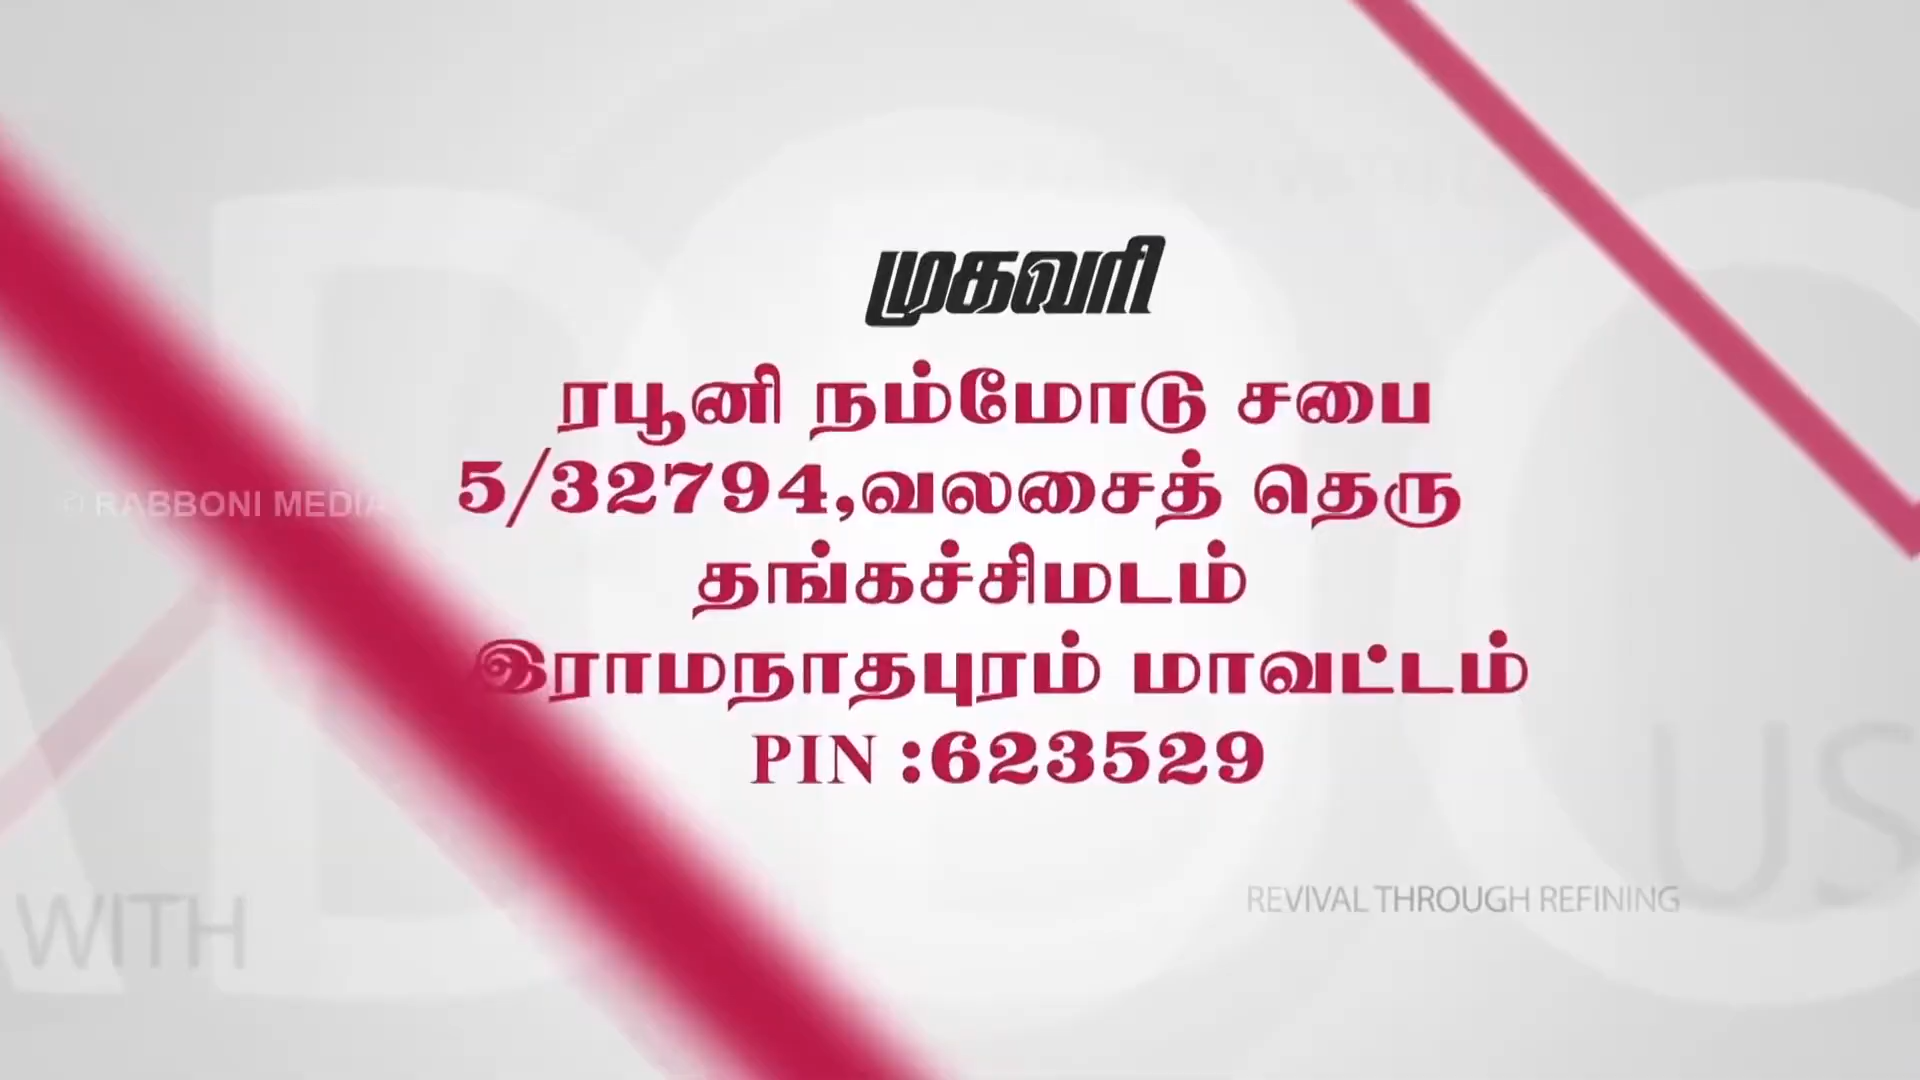 முகவரி
ரபூனி நம்மோடு சபை
5/32794,வலசைத் தெரு
© RABBONI MEDIA
தங்கச்சிமடம்
இராமநாதபுரம் மாவட்டம்
PIN :623529
US
REVIVAL THROUGH REFINING
WITH